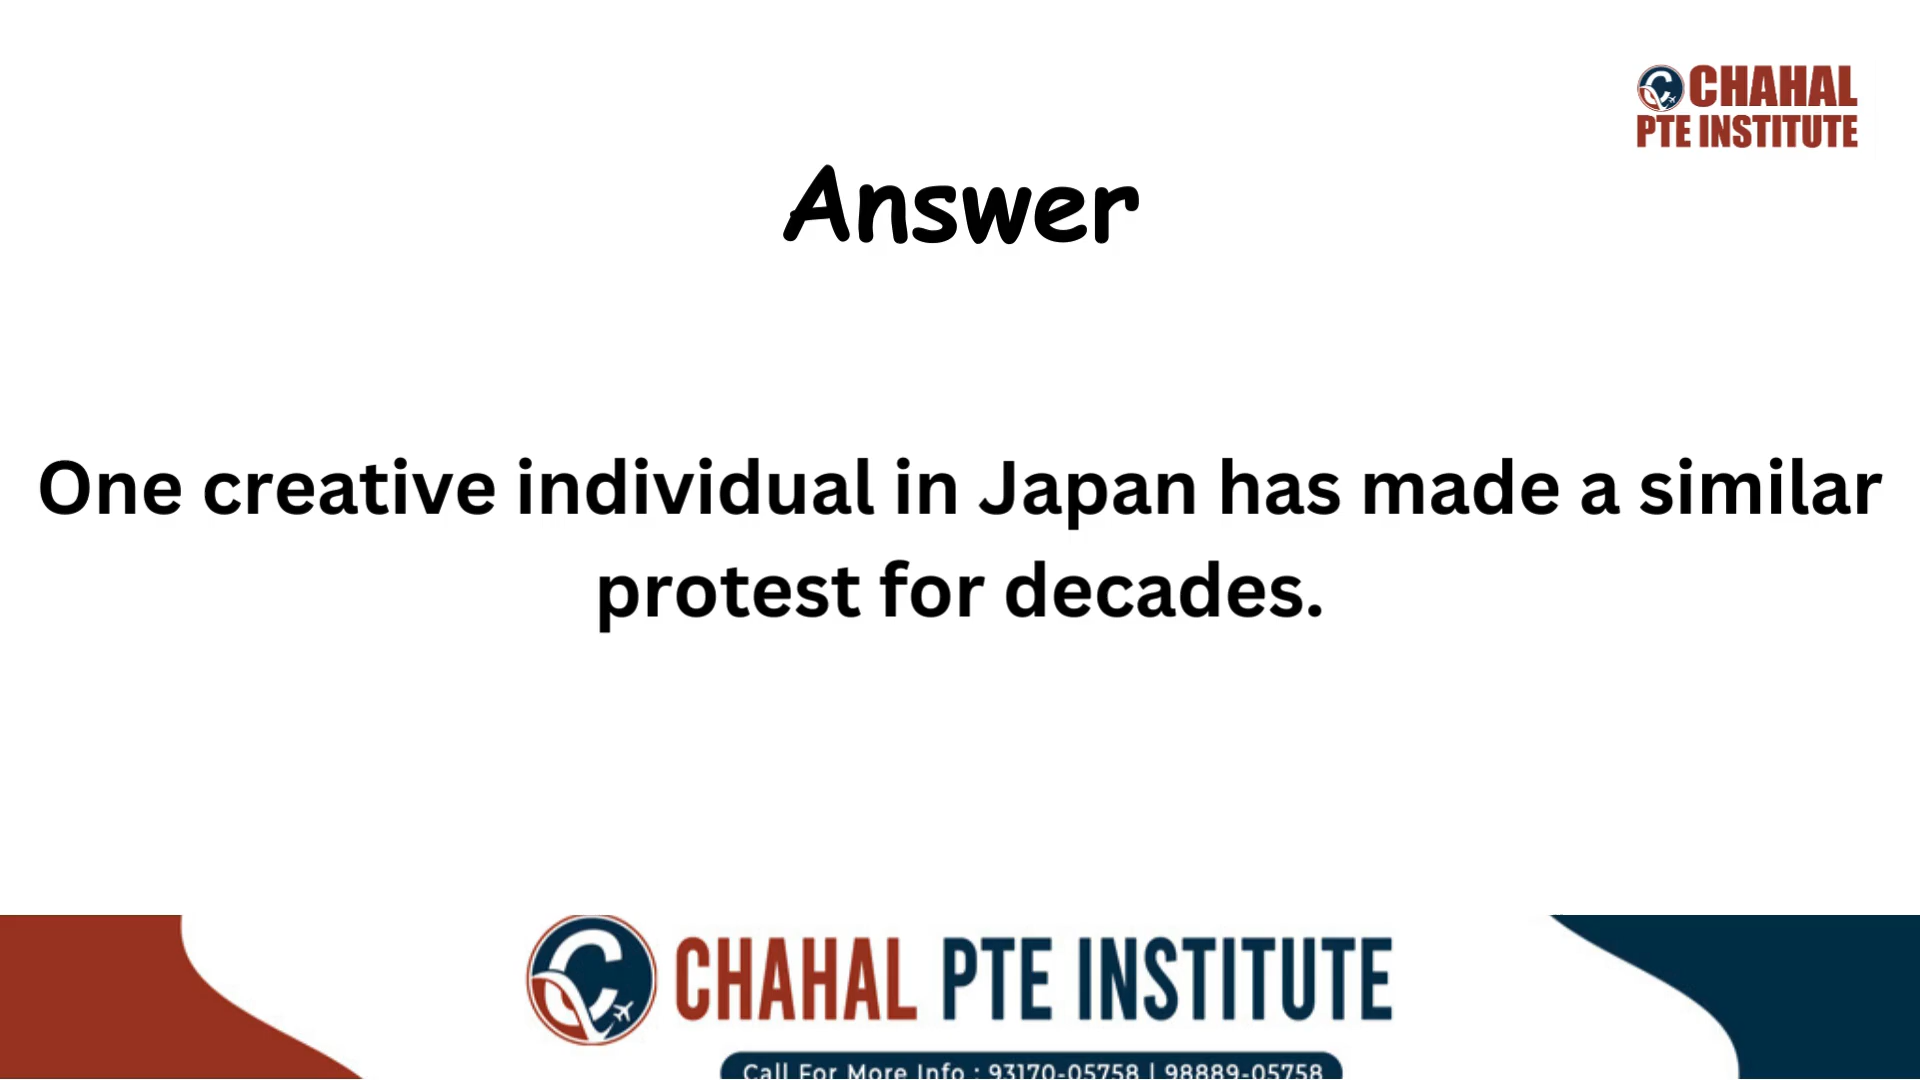 CHAHAL
PTE INSTITUTE
Answer
One creative individual in Japan has made a similar
protest for decades.
CHAHAL PTE INSTITUTE
Call For More Info : 93170-05758 | 98889-05758